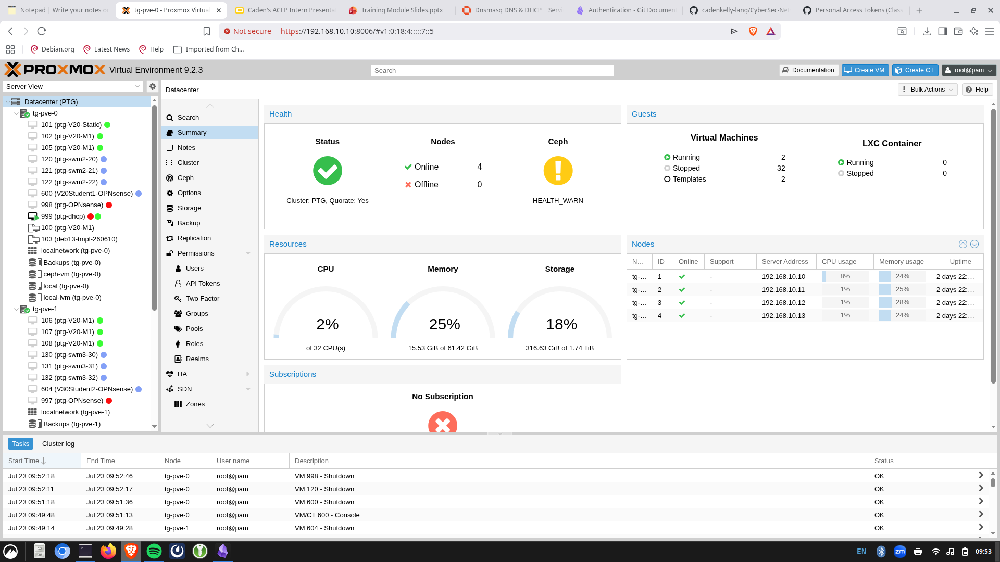 Notepad | Write your notes o
tg-pve-0 - Proxmox Virtua
Caden's ACEP Intern Presenta
Training Module Slides.pptx
Dnsmasq DNS & DHCP | Serv
Authentication - Git Documen
cadenkelly-lang/CyberSec-Net
Personal Access Tokens (Class
Not secure https://192.168.10.10:8006/#v1:0:18:4:::::7::5
Debian.org Latest News Help Imported from Ch...
PROXMOX Virtual Environment 9.2.3 Search Documentation Create VM Create CT root@pam
Server View
Datacenter Bulk Actions Help
Datacenter (PTG)
tg-pve-0
101 (ptg-V20-Static)
102 (ptg-V20-M1)
105 (ptg-V20-M1)
120 (ptg-swm2-20)
121 (ptg-swm2-21)
122 (ptg-swm2-22)
600 (V20Student1-OPNsense)
998 (ptg-OPNsense)
999 (ptg-dhcp)
100 (ptg-V20-M1)
103 (deb13-tmpl-260610)
localnetwork (tg-pve-0)
Backups (tg-pve-0)
ceph-vm (tg-pve-0)
local (tg-pve-0)
local-lvm (tg-pve-0)
tg-pve-1
106 (ptg-V20-M1)
107 (ptg-V20-M1)
108 (ptg-V20-M1)
130 (ptg-swm3-30)
131 (ptg-swm3-31)
132 (ptg-swm3-32)
604 (V30Student2-OPNsense)
997 (ptg-OPNsense)
localnetwork (tg-pve-1)
Backups (tg-pve-1)
Search
Summary
Notes
Cluster
Ceph
Options
Storage
Backup
Replication
Permissions
Users
API Tokens
Two Factor
Groups
Pools
Roles
Realms
HA
SDN
Zones
Health
Status Nodes Ceph
Online 4
Offline 0
Cluster: PTG, Quorate: Yes
HEALTH_WARN
Guests
Virtual Machines
Running 2
Stopped 32
Templates 2
LXC Container
Running 0
Stopped 0
Resources
CPU Memory Storage
2% 25% 18%
of 32 CPU(s) 15.53 GiB of 61.42 GiB 316.63 GiB of 1.74 TiB
Nodes
N... ID Online Support Server Address CPU usage Memory usage Uptime
tg-... 1 - 192.168.10.10 8% 24% 2 days 22:...
tg-... 2 - 192.168.10.11 1% 25% 2 days 22:...
tg-... 3 - 192.168.10.12 1% 28% 2 days 22:...
tg-... 4 - 192.168.10.13 1% 24% 2 days 22:...
Subscriptions
No Subscription
Tasks Cluster log
Start Time End Time Node User name Description Status
Jul 23 09:52:18 Jul 23 09:52:46 tg-pve-0 root@pam VM 998 - Shutdown OK
Jul 23 09:52:11 Jul 23 09:52:17 tg-pve-0 root@pam VM 120 - Shutdown OK
Jul 23 09:51:18 Jul 23 09:51:36 tg-pve-0 root@pam VM 600 - Shutdown OK
Jul 23 09:49:48 Jul 23 09:51:13 tg-pve-0 root@pam VM/CT 600 - Console OK
Jul 23 09:49:14 Jul 23 09:49:28 tg-pve-1 root@pam VM 604 - Shutdown OK
EN zm 09:53